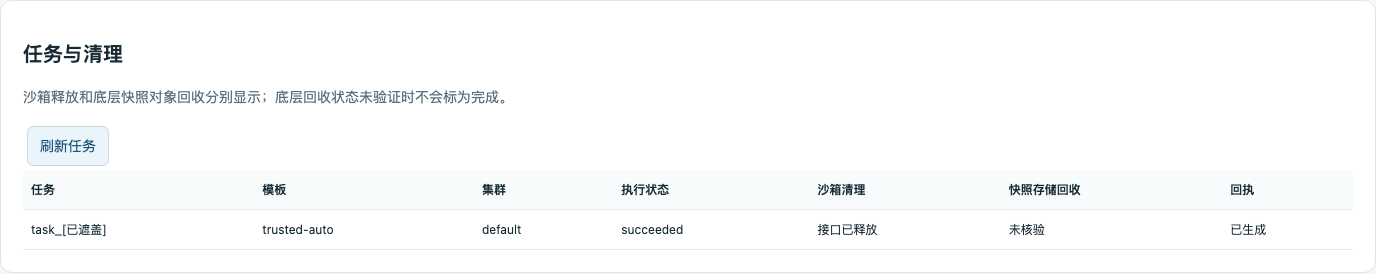 任务与清理
沙箱释放和底层快照对象回收分别显示；底层回收状态未验证时不会标为完成。
刷新任务
任务 模板 集群 执行状态 沙箱清理 快照存储回收 回执
task_[已遮盖] trusted-auto default succeeded 接口已释放 未核验 已生成